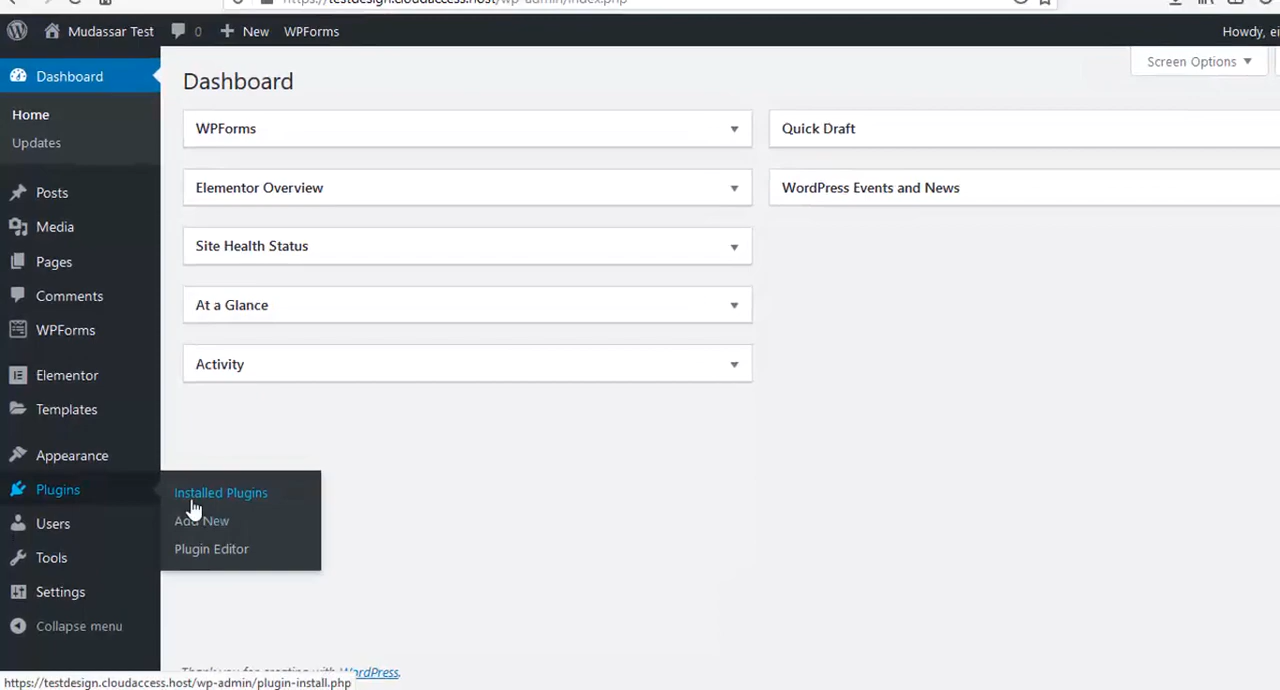 https://testdesign.cloudaccess.host/wp-admin/index.php
Mudassar Test 0 New WPForms Howdy, ei
Dashboard
Home
Updates
Posts
Media
Pages
Comments
WPForms
Elementor
Templates
Appearance
Plugins
Users
Tools
Settings
Collapse menu
Installed Plugins
Add New
Plugin Editor
Screen Options
Dashboard
WPForms
Elementor Overview
Site Health Status
At a Glance
Activity
Quick Draft
WordPress Events and News
Thank you for creating with WordPress.
https://testdesign.cloudaccess.host/wp-admin/plugin-install.php